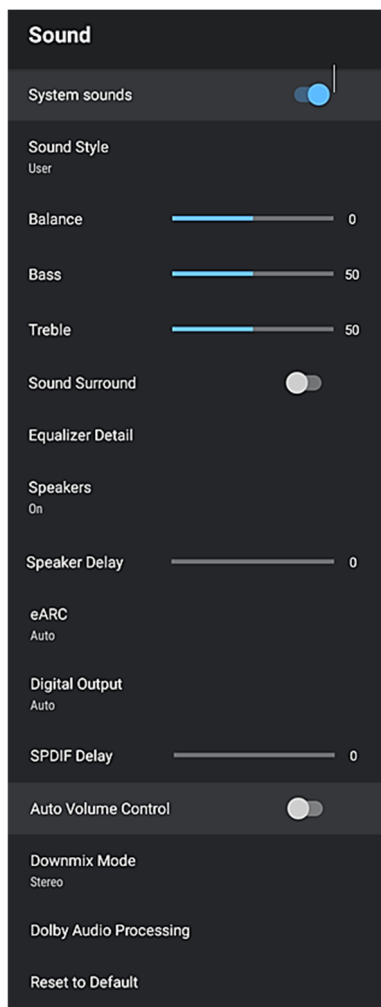 Sound
System sounds
Sound Style
User
Balance 0
Bass 50
Treble 50
Sound Surround
Equalizer Detail
Speakers
On
Speaker Delay 0
eARC
Auto
Digital Output
Auto
SPDIF Delay 0
Auto Volume Control
Downmix Mode
Stereo
Dolby Audio Processing
Reset to Default